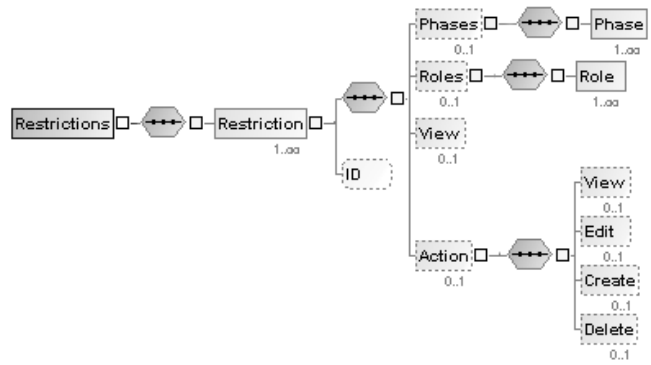 Phases
0..1
Phase
1..∞
Roles
0..1
Role
1..∞
Restrictions
Restriction
1..∞
View
0..1
ID
View
0..1
Edit
0..1
Action
0..1
Create
0..1
Delete
0..1